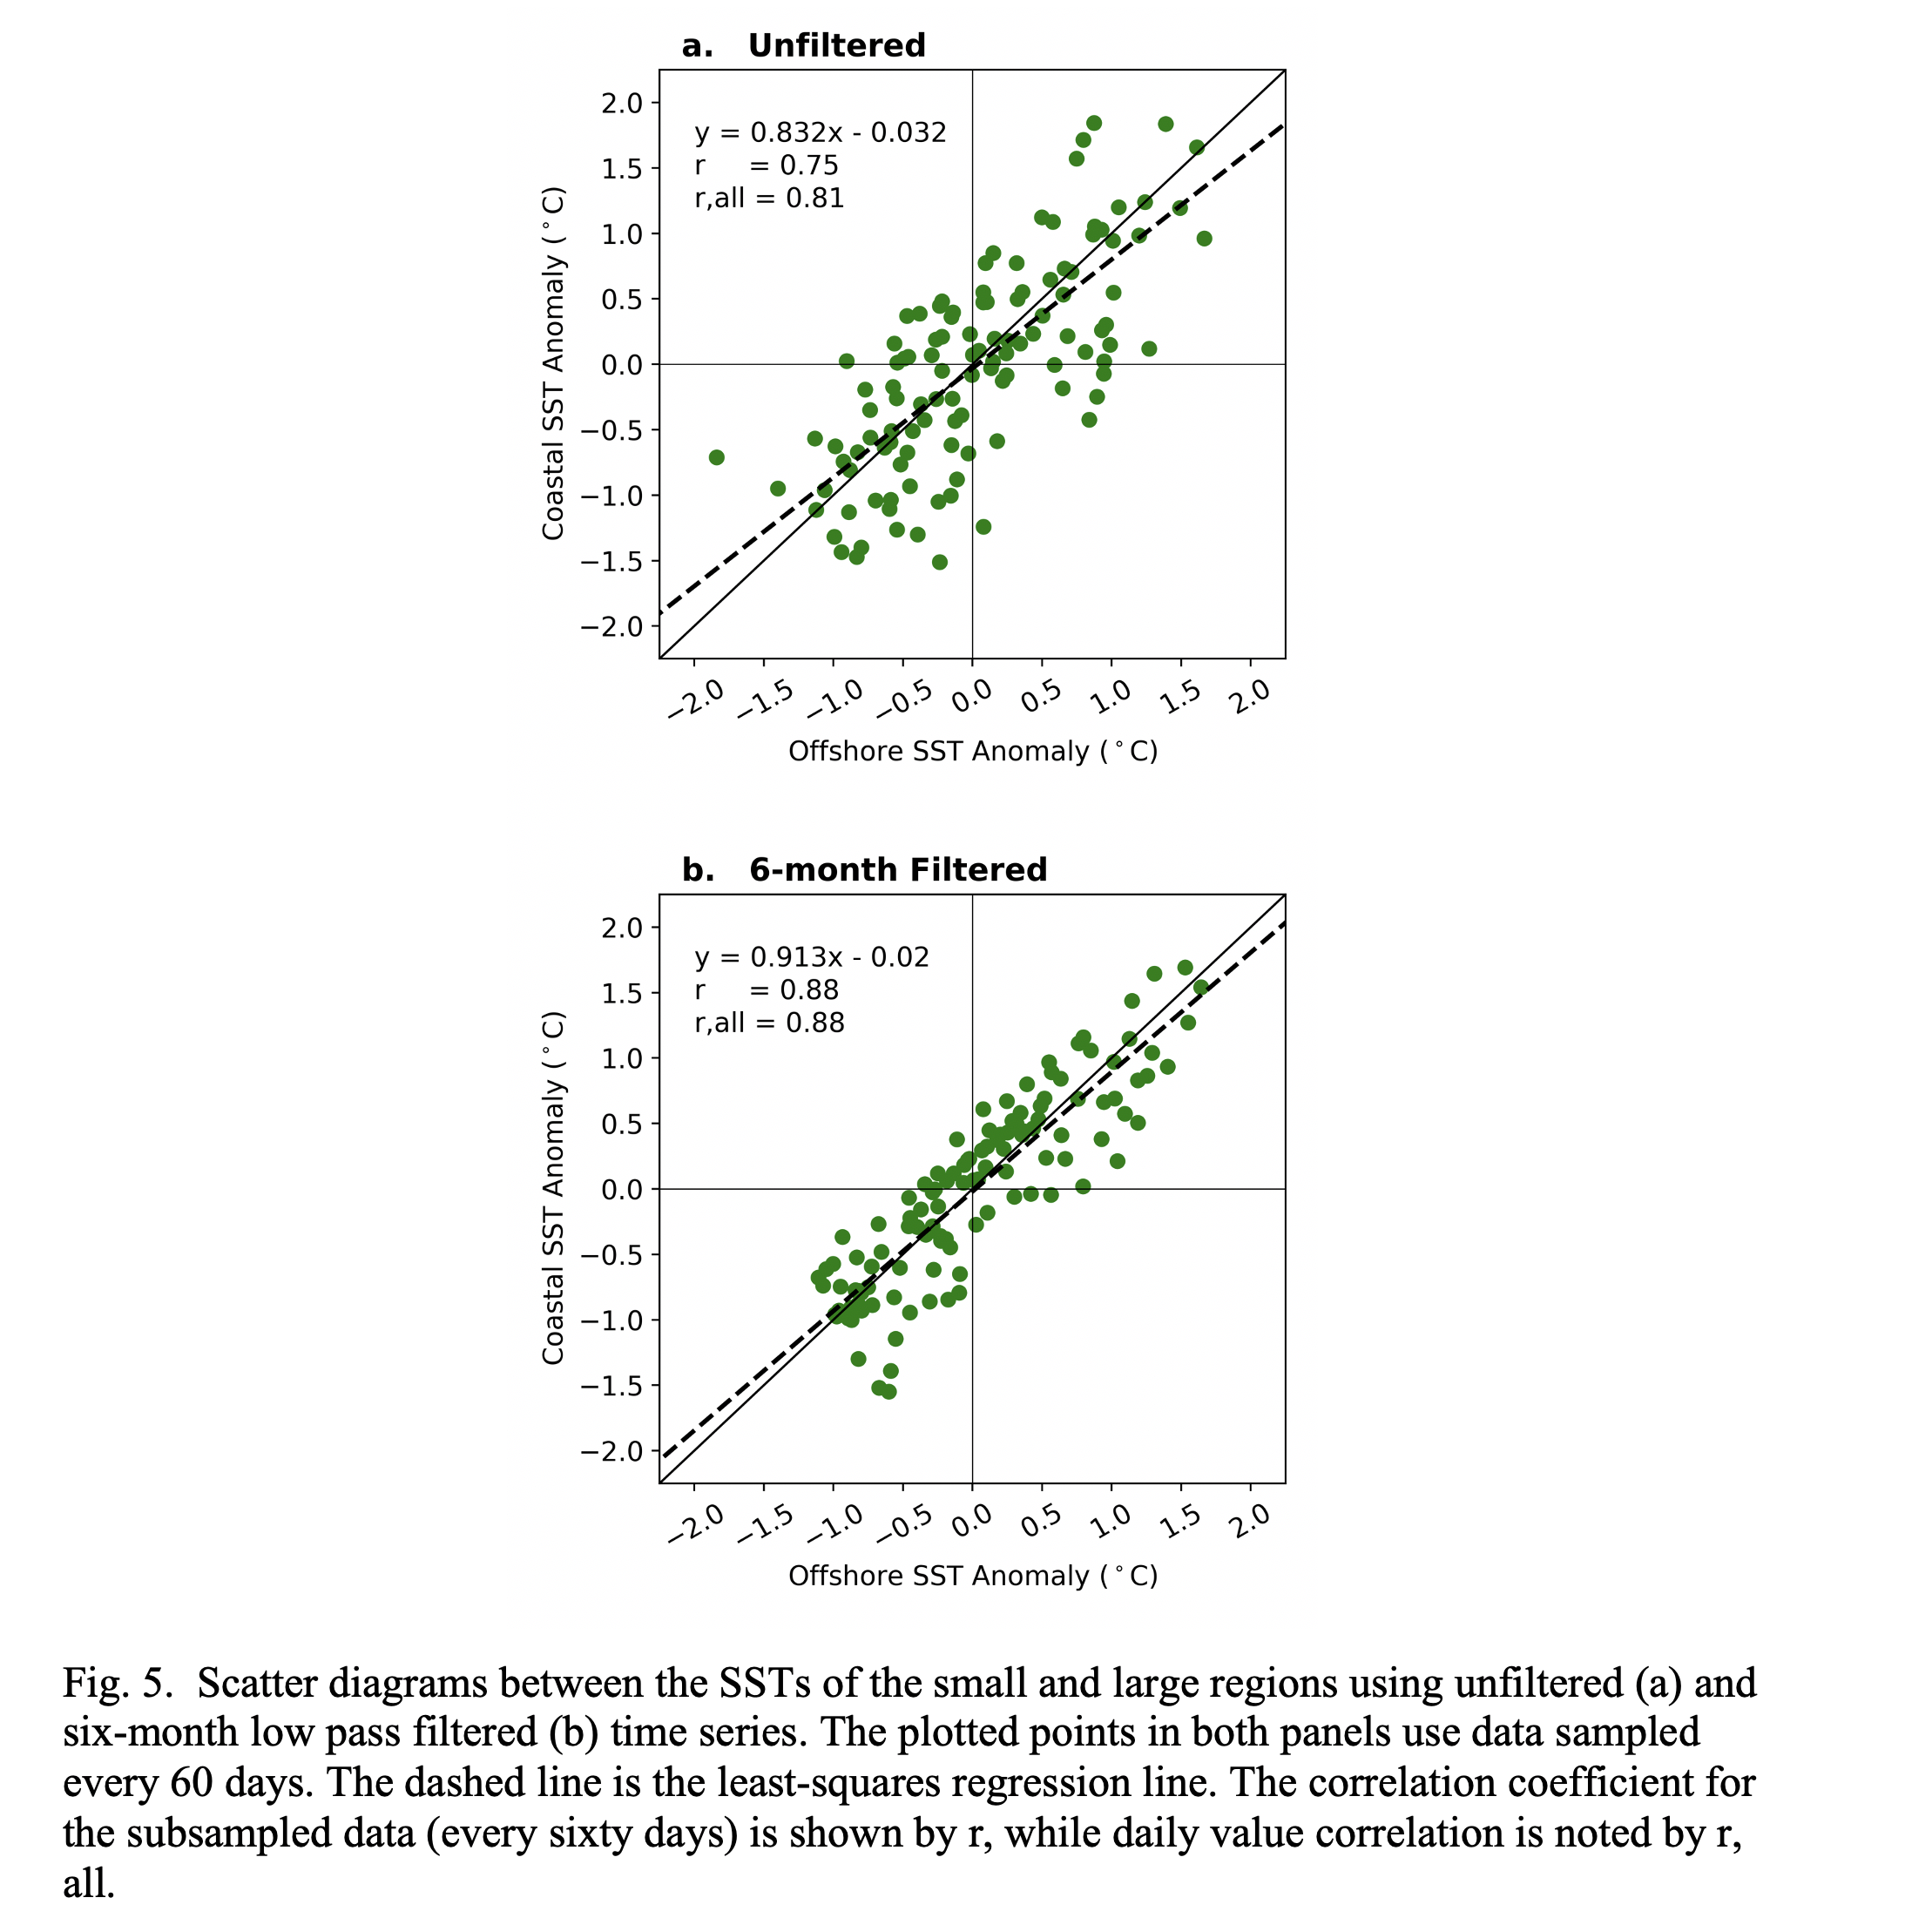 a. Unfiltered
y = 0.832x - 0.032
r = 0.75
r,all = 0.81
2.0
1.5
1.0
0.5
0.0
−0.5
−1.0
−1.5
−2.0
Coastal SST Anomaly (°C)
−2.0 −1.5 −1.0 −0.5 0.0 0.5 1.0 1.5 2.0
Offshore SST Anomaly (°C)
b. 6-month Filtered
y = 0.913x - 0.02
r = 0.88
r,all = 0.88
2.0
1.5
1.0
0.5
0.0
−0.5
−1.0
−1.5
−2.0
Coastal SST Anomaly (°C)
−2.0 −1.5 −1.0 −0.5 0.0 0.5 1.0 1.5 2.0
Offshore SST Anomaly (°C)
Fig. 5. Scatter diagrams between the SSTs of the small and large regions using unfiltered (a) and
six-month low pass filtered (b) time series. The plotted points in both panels use data sampled
every 60 days. The dashed line is the least-squares regression line. The correlation coefficient for
the subsampled data (every sixty days) is shown by r, while daily value correlation is noted by r,
all.